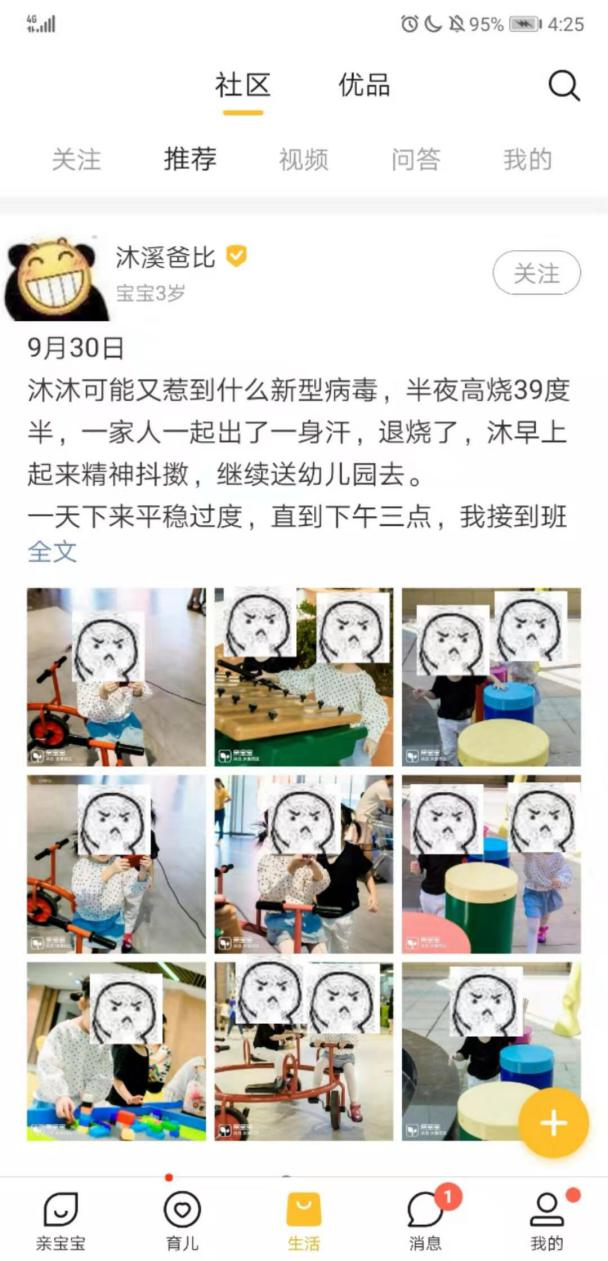 4G
95% 4:25
社区 优品
关注 推荐 视频 问答 我的
沐溪爸比
关注
宝宝3岁
9月30日
沐沐可能又惹到什么新型病毒，半夜高烧39度
半，一家人一起出了一身汗，退烧了，沐早上
起来精神抖擞，继续送幼儿园去。
一天下来平稳过度，直到下午三点，我接到班
全文
亲宝宝 育儿 生活 消息 我的
1